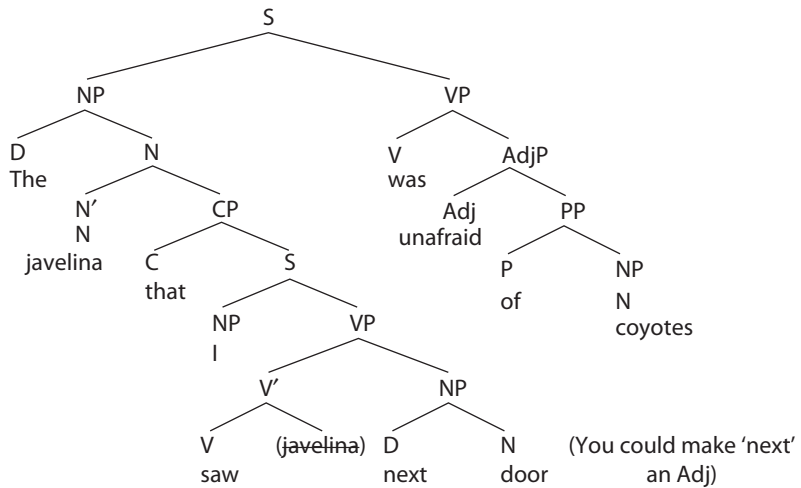 S
NP VP
D N V AdjP
The was
N′ CP Adj PP
N unafraid
javelina C S P NP
that of N
NP VP coyotes
I
V′ NP
V (javelina) D N (You could make ‘next’
saw next door an Adj)